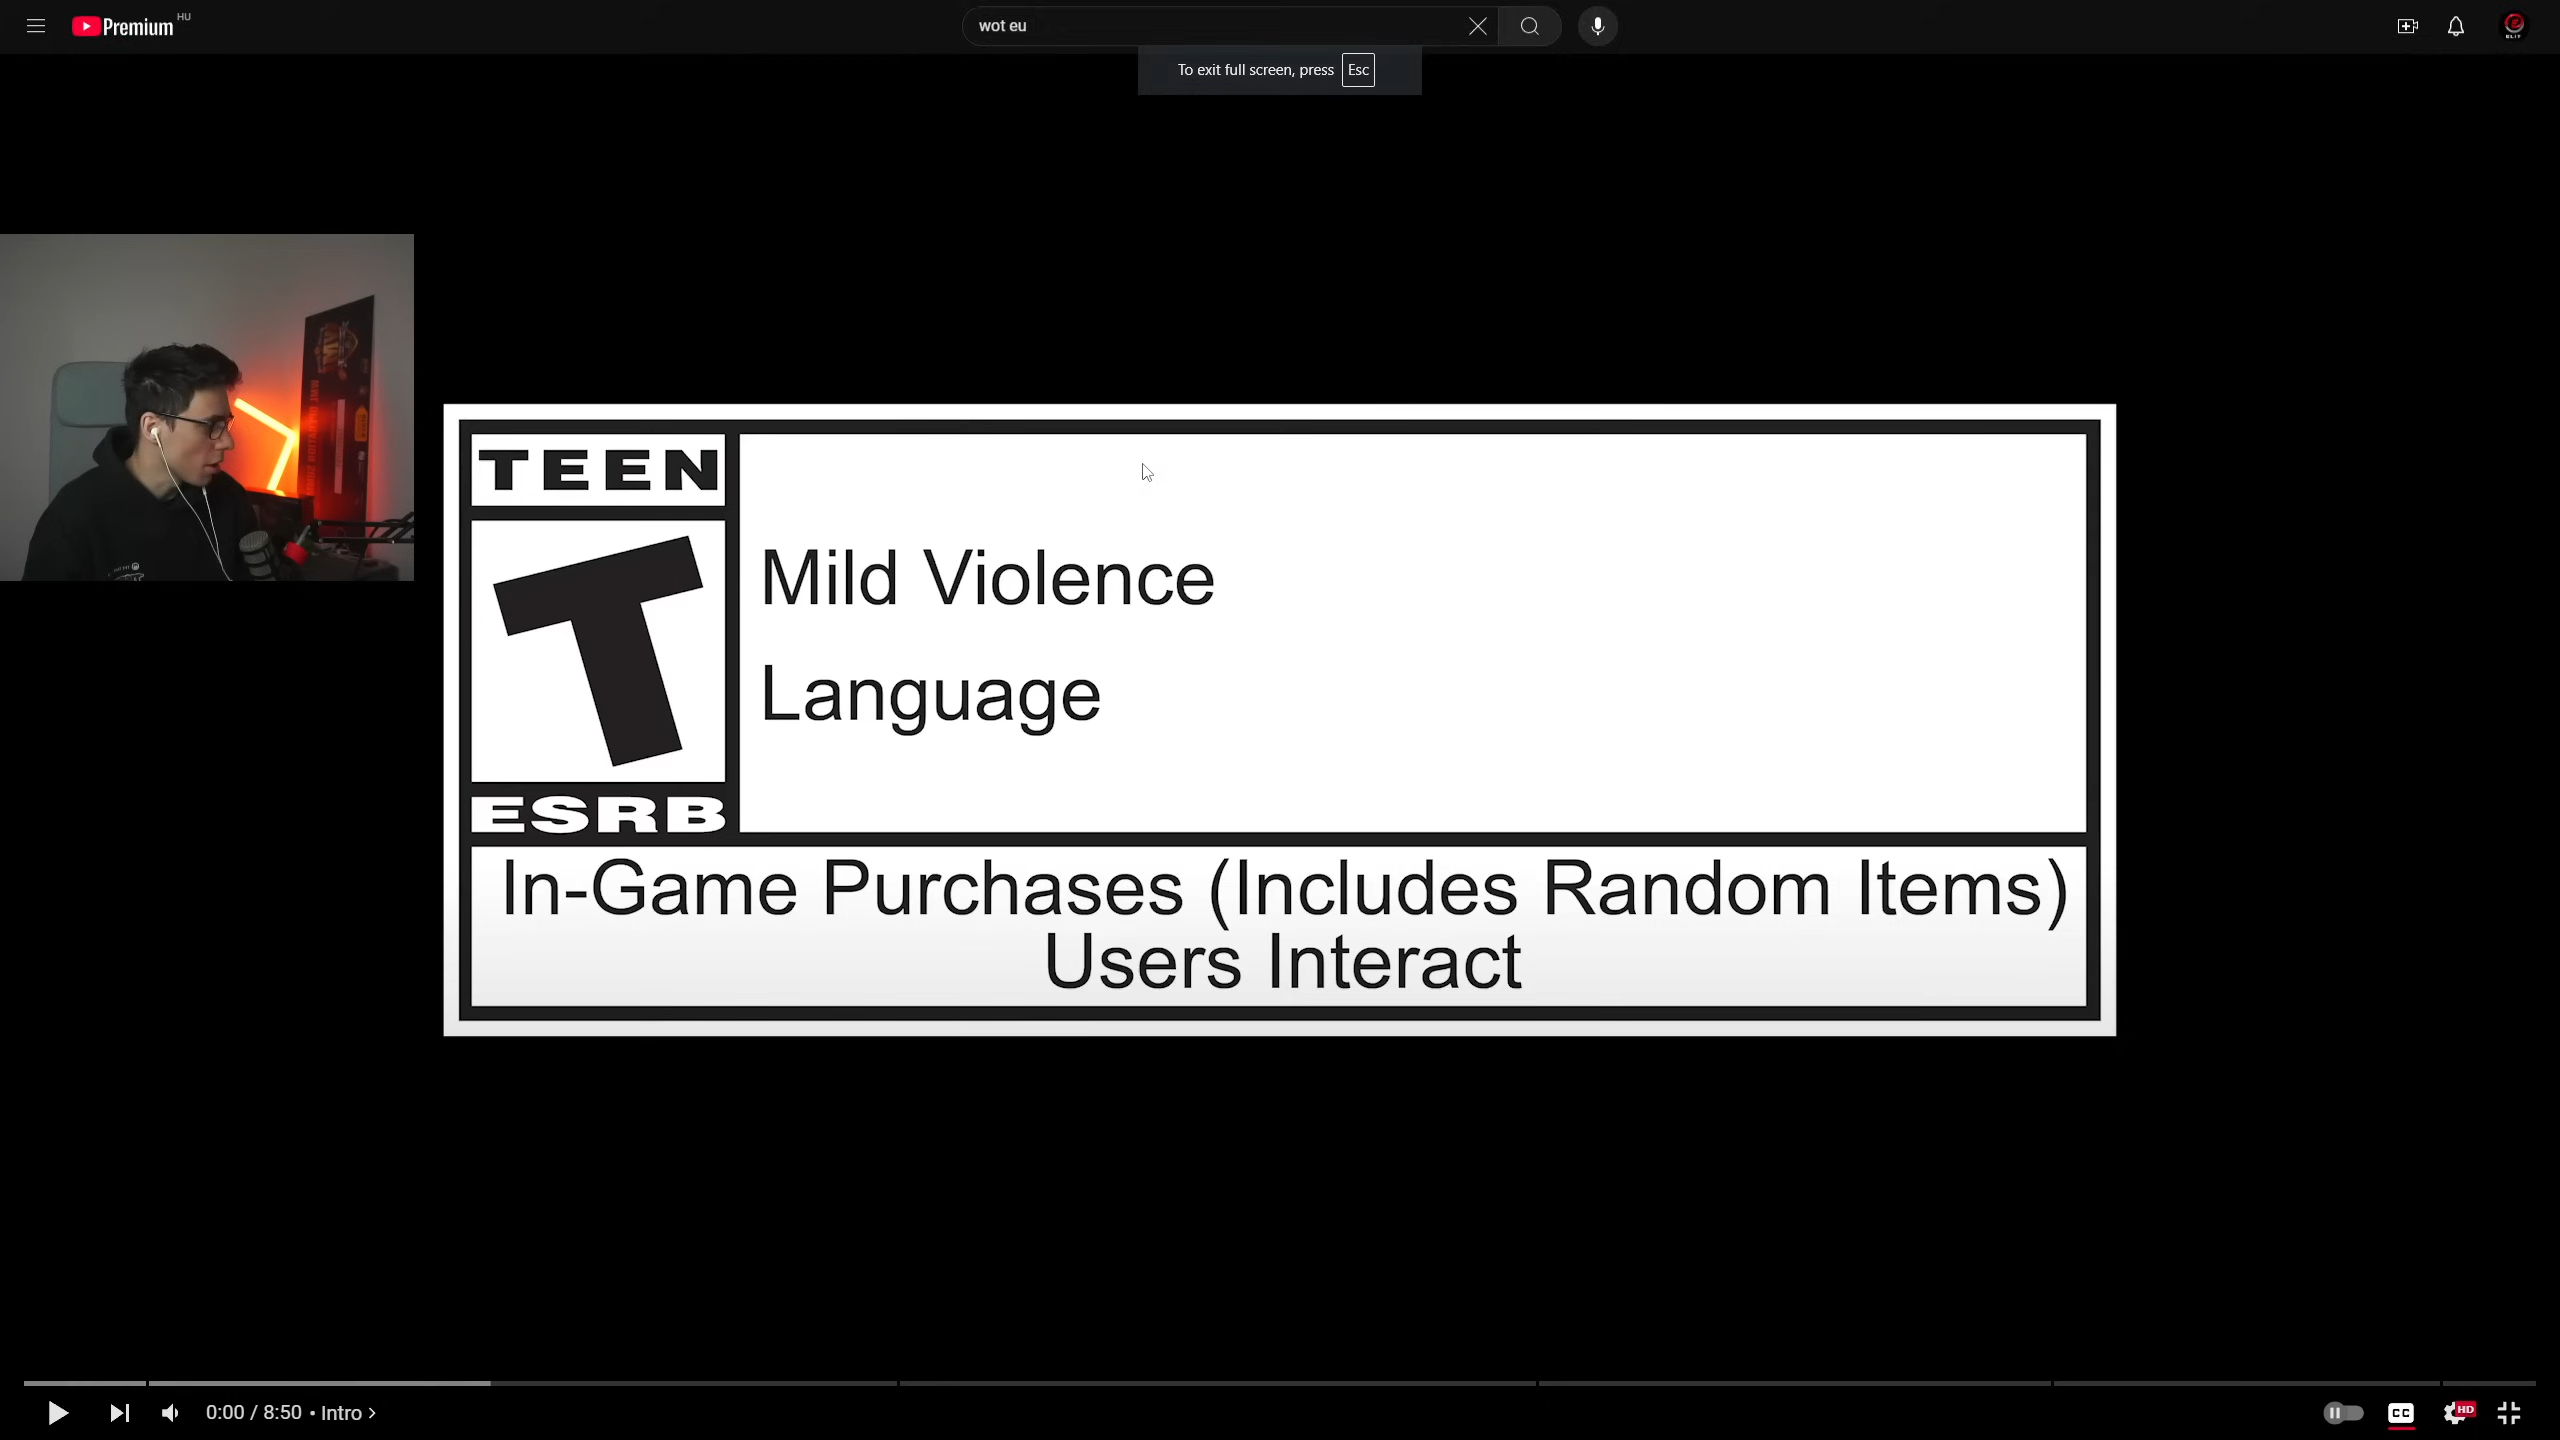 Premium HU
wot eu
To exit full screen, press Esc
TEEN
T
ESRB
Mild Violence
Language
In-Game Purchases (Includes Random Items)
Users Interact
0:00 / 8:50 • Intro
CC
HD